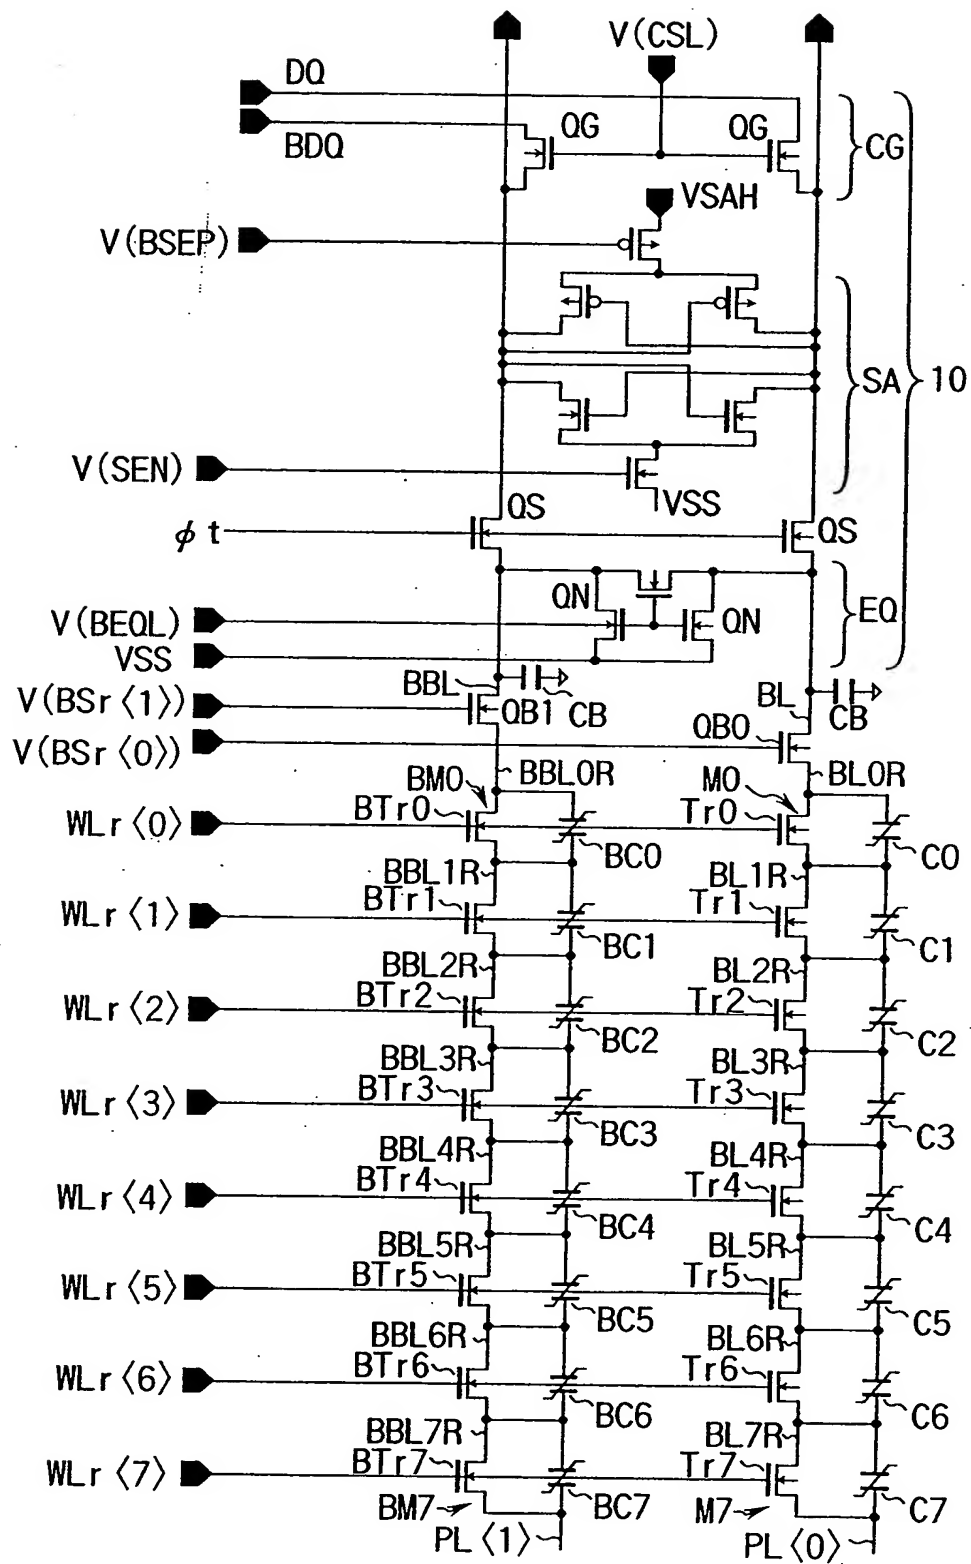 V(CSL)
DQ
BDQ
QG QG
CG
VSAH
V(BSEP)
SA
10
V(SEN)
VSS
QS
φt
QS
QN
EQ
V(BEQL)
QN
VSS
BBL
BL
V(BSr⟨1⟩)
QB1 CB
CB
V(BSr⟨0⟩)
QB0
BBL0R
BL0R
BM0
M0
WLr⟨0⟩ BTr0 Tr0
BC0 C0
BBL1R BL1R
WLr⟨1⟩ BTr1 Tr1
BC1 C1
BBL2R BL2R
WLr⟨2⟩ BTr2 Tr2
BC2 C2
BBL3R BL3R
WLr⟨3⟩ BTr3 Tr3
BC3 C3
BBL4R BL4R
WLr⟨4⟩ BTr4 Tr4
BC4 C4
BBL5R BL5R
WLr⟨5⟩ BTr5 Tr5
BC5 C5
BBL6R BL6R
WLr⟨6⟩ BTr6 Tr6
BC6 C6
BBL7R BL7R
WLr⟨7⟩ BTr7 Tr7
BM7 BC7 M7 C7
PL⟨1⟩ PL⟨0⟩